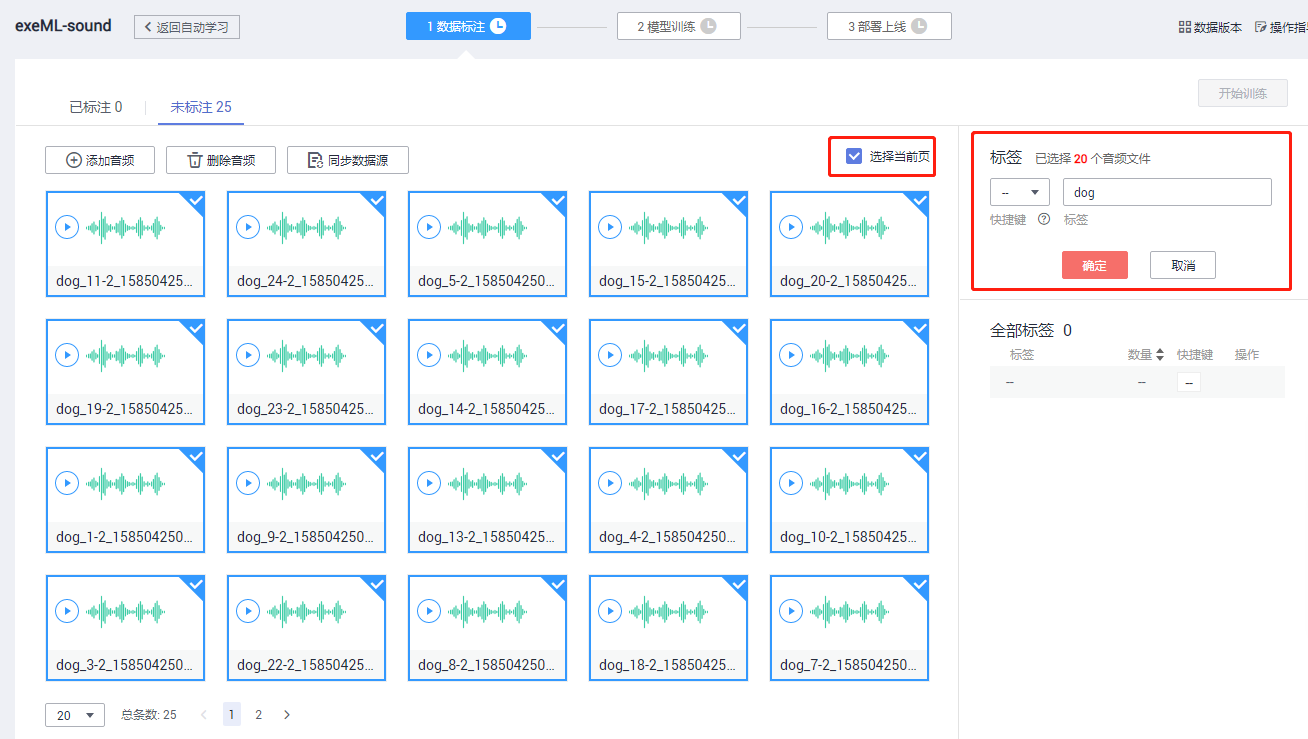 exeML-sound
返回自动学习
1 数据标注
2 模型训练
3 部署上线
数据版本
操作指
已标注 0
未标注 25
开始训练
添加音频
删除音频
同步数据源
选择当前页
dog_11-2_15850425...
dog_24-2_15850425...
dog_5-2_158504250...
dog_15-2_15850425...
dog_20-2_15850425...
dog_19-2_15850425...
dog_23-2_15850425...
dog_14-2_15850425...
dog_17-2_15850425...
dog_16-2_15850425...
dog_1-2_158504250...
dog_9-2_158504250...
dog_13-2_15850425...
dog_4-2_158504250...
dog_10-2_15850425...
dog_3-2_158504250...
dog_22-2_15850425...
dog_8-2_158504250...
dog_18-2_15850425...
dog_7-2_158504250...
20
总条数: 25
1
2
标签 已选择 20 个音频文件
--
dog
快捷键
标签
确定
取消
全部标签 0
标签 数量 快捷键 操作
-- -- --